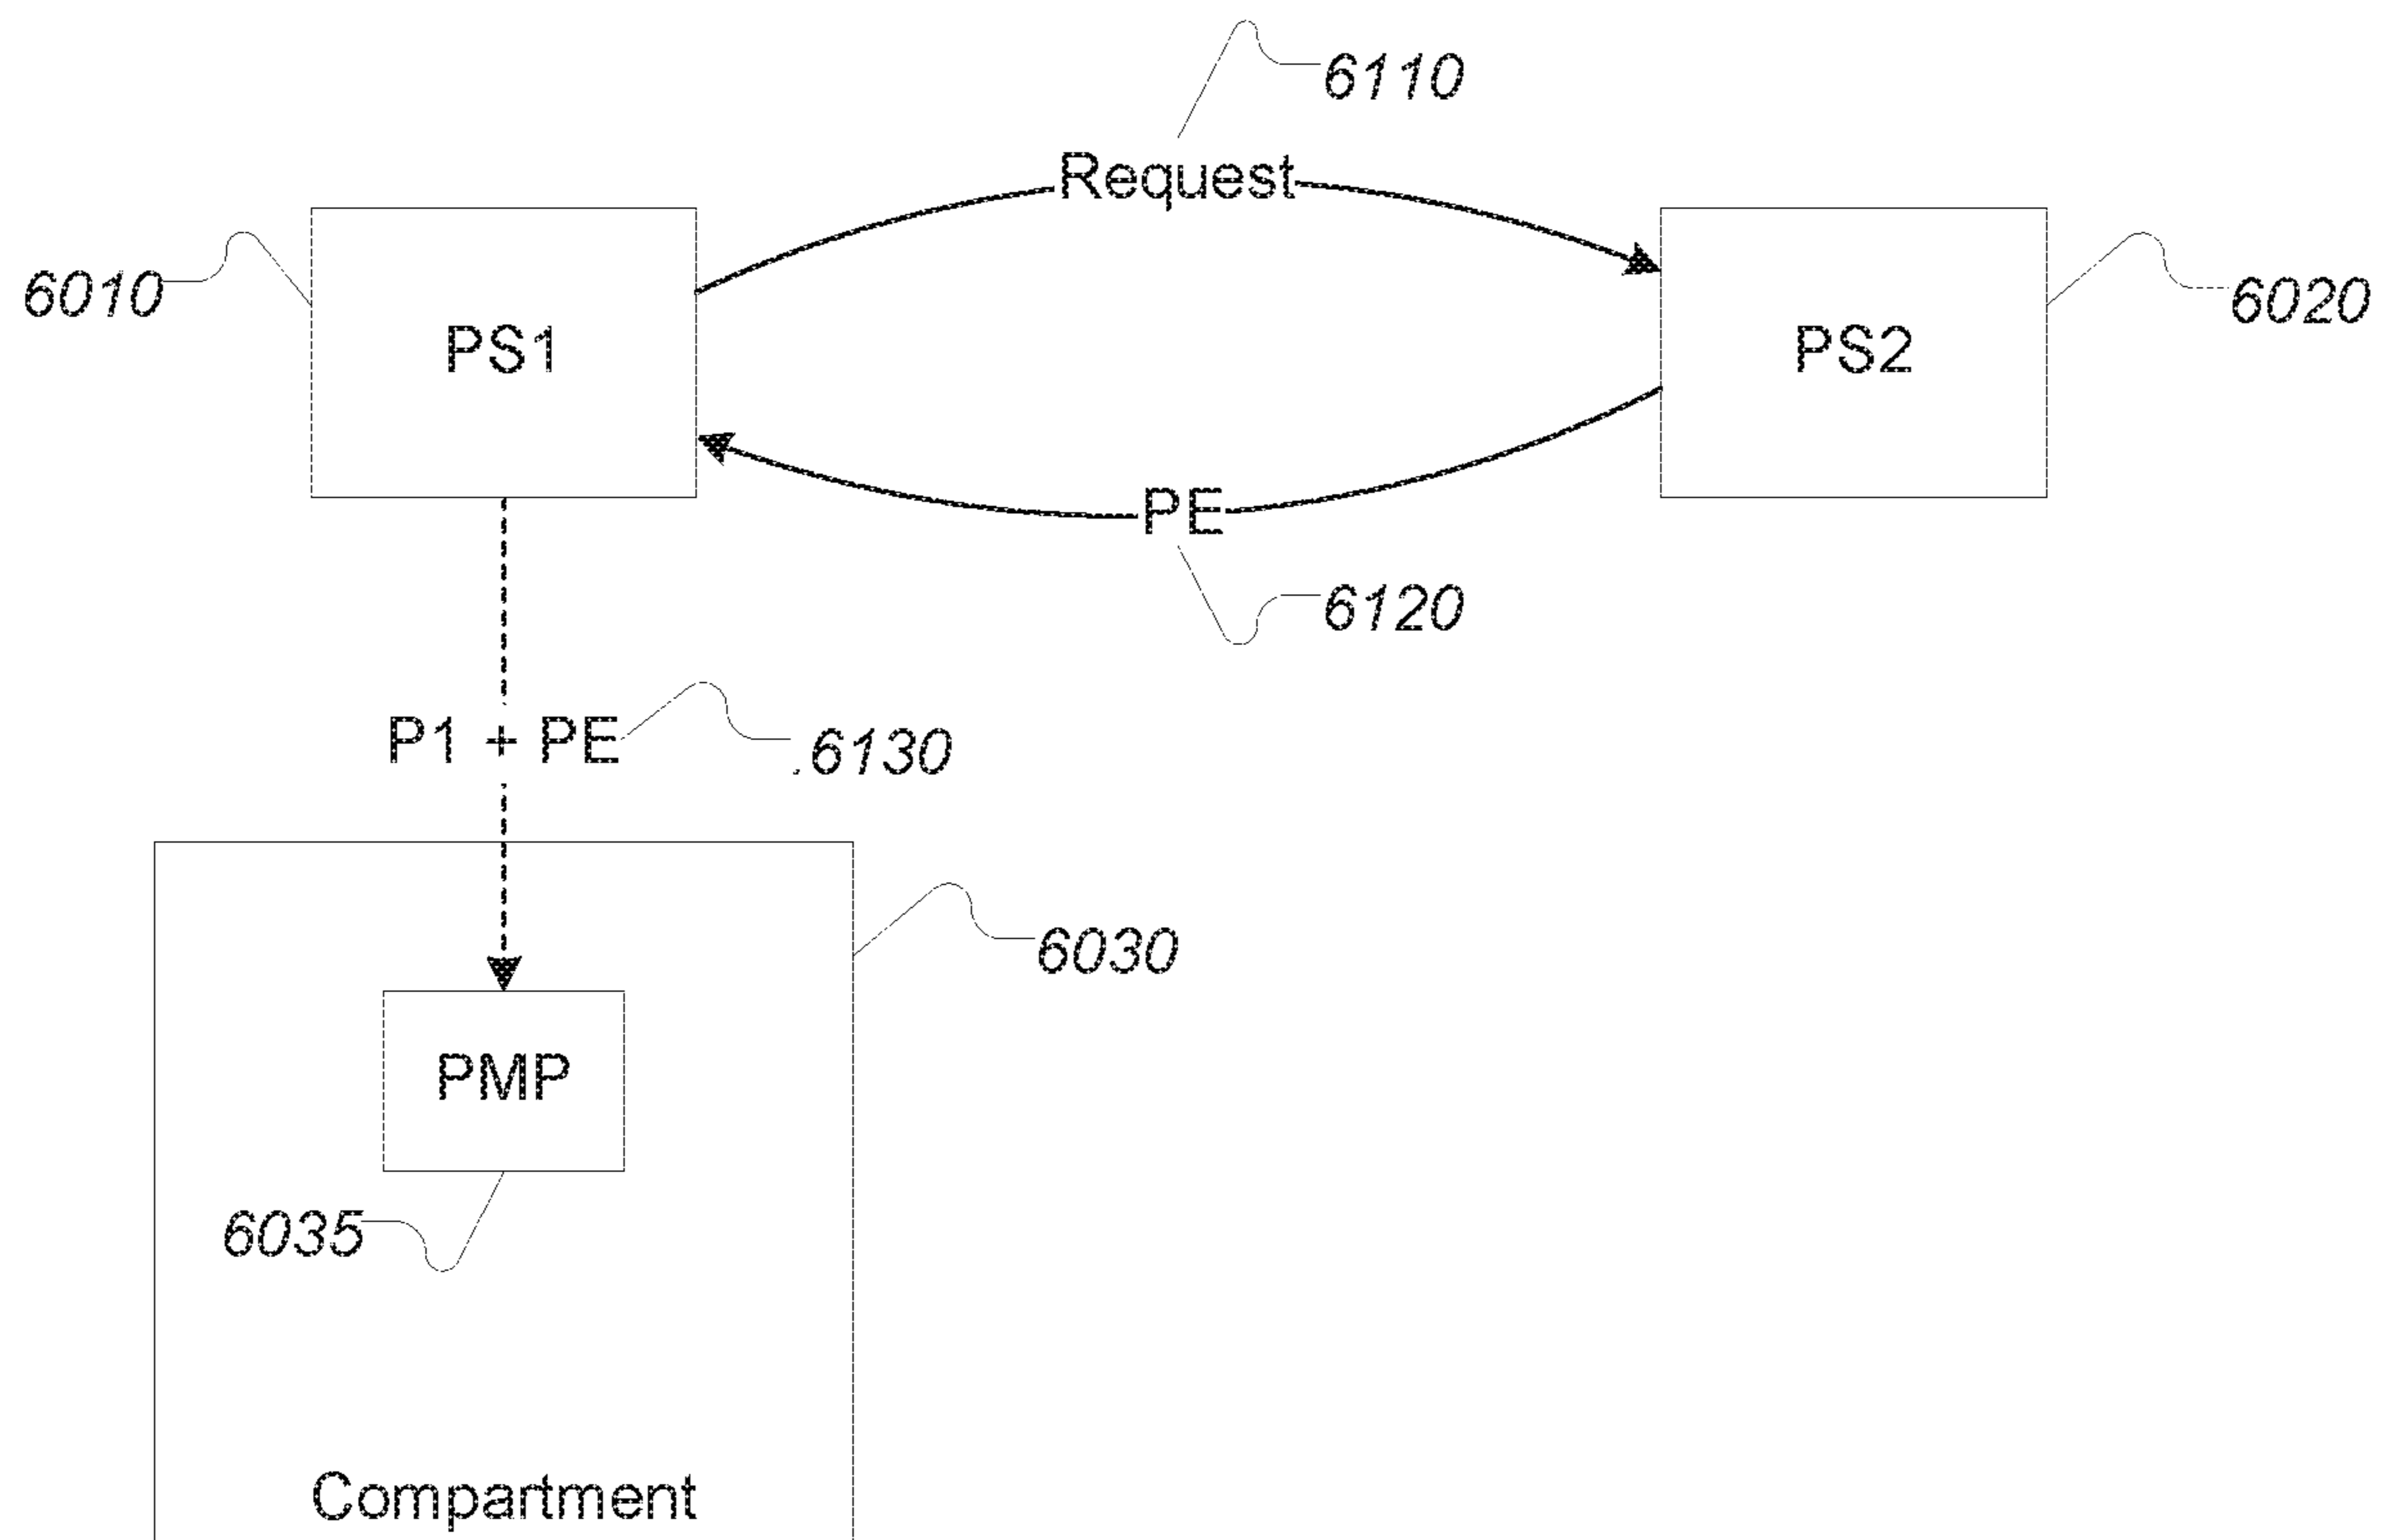 6110
Request
6010
PS1
PS2
6020
PE
6120
P1 + PE
.6130
6030
PMP
6035
Compartment